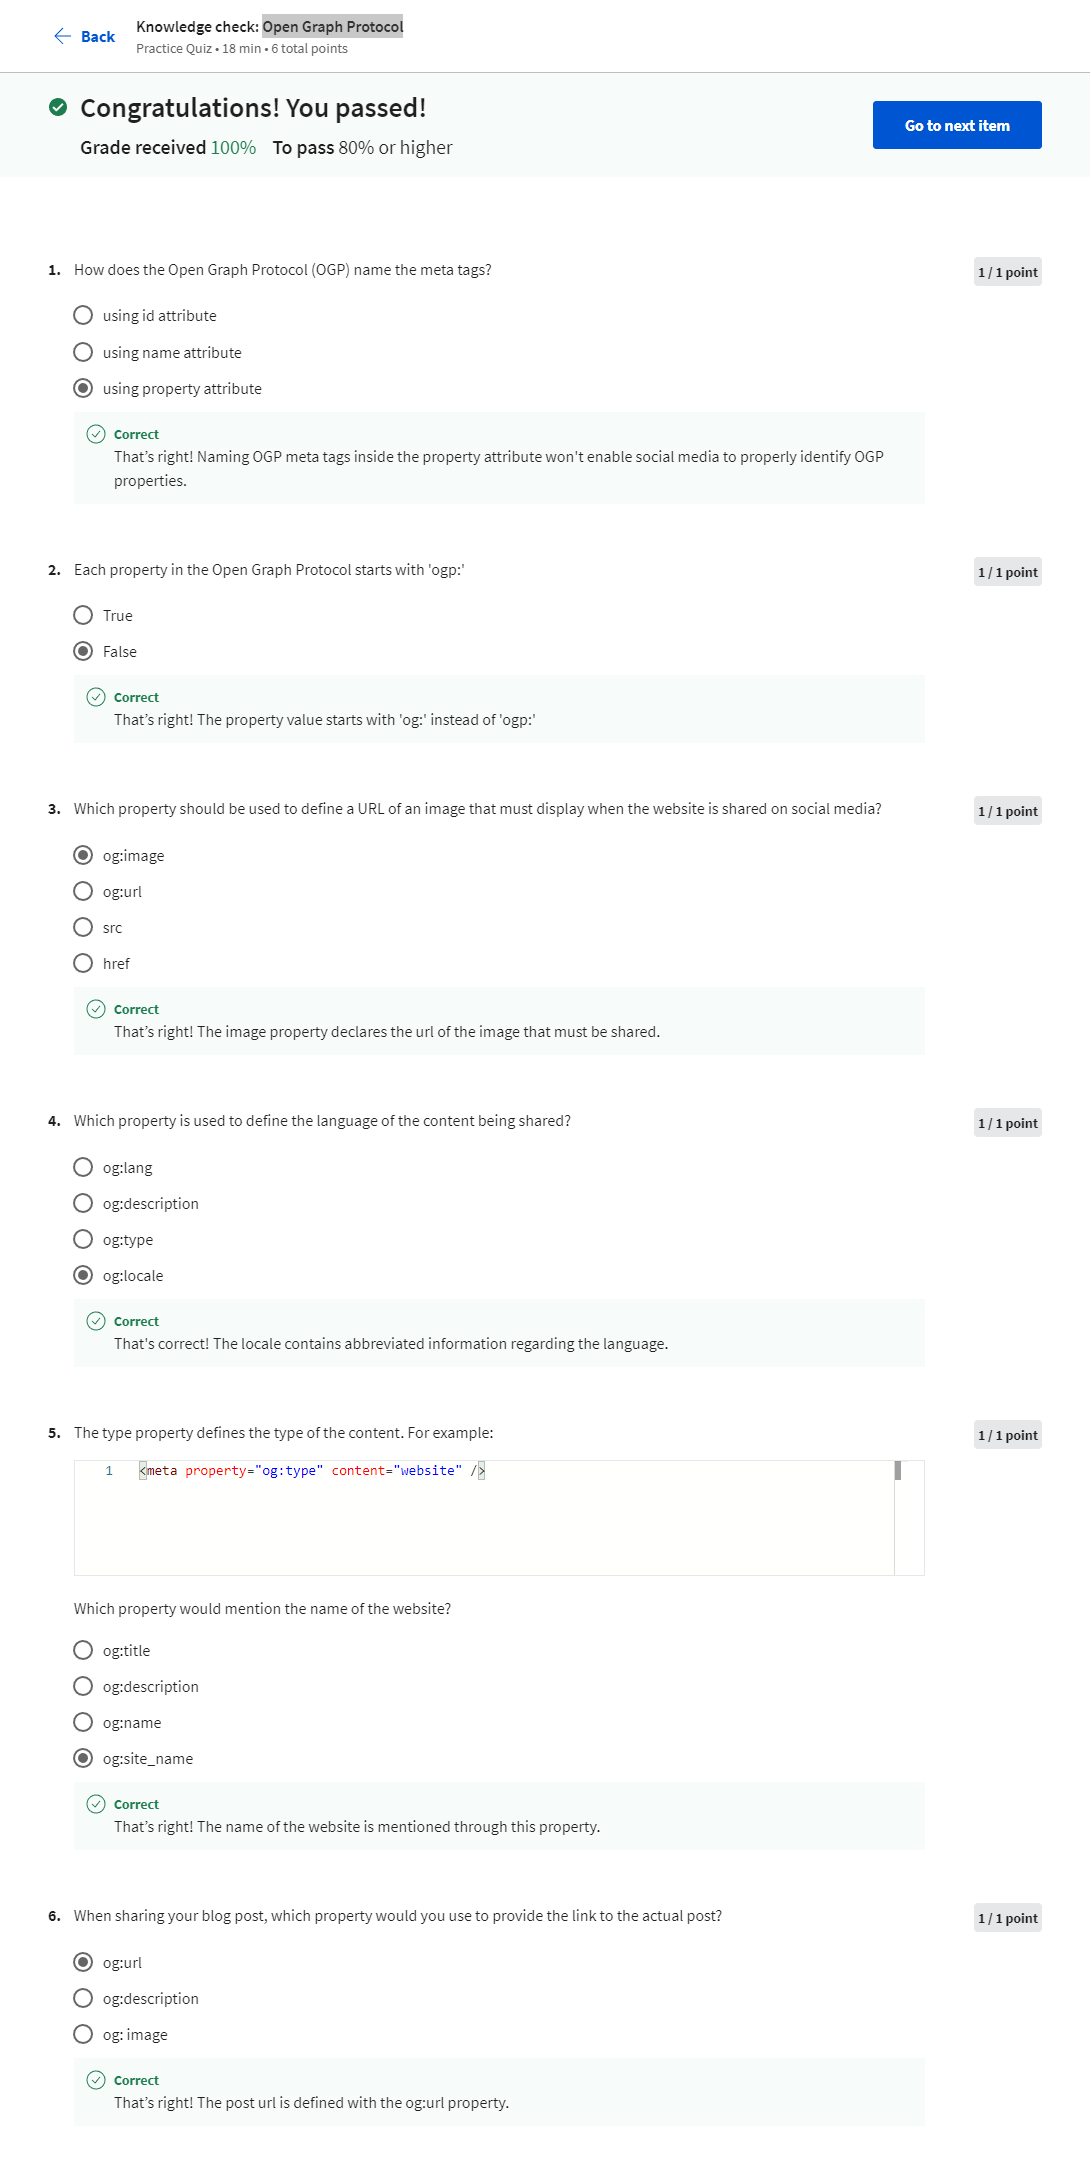 Back
Knowledge check: Open Graph Protocol
Practice Quiz • 18 min • 6 total points
Congratulations! You passed!
Grade received 100% To pass 80% or higher
Go to next item
1. How does the Open Graph Protocol (OGP) name the meta tags?
1 / 1 point
using id attribute
using name attribute
using property attribute
Correct
That’s right! Naming OGP meta tags inside the property attribute won't enable social media to properly identify OGP
properties.
2. Each property in the Open Graph Protocol starts with 'ogp:'
1 / 1 point
True
False
Correct
That’s right! The property value starts with 'og:' instead of 'ogp:'
3. Which property should be used to define a URL of an image that must display when the website is shared on social media?
1 / 1 point
og:image
og:url
src
href
Correct
That’s right! The image property declares the url of the image that must be shared.
4. Which property is used to define the language of the content being shared?
1 / 1 point
og:lang
og:description
og:type
og:locale
Correct
That's correct! The locale contains abbreviated information regarding the language.
5. The type property defines the type of the content. For example:
1 / 1 point
1 <meta property="og:type" content="website" />
Which property would mention the name of the website?
og:title
og:description
og:name
og:site_name
Correct
That’s right! The name of the website is mentioned through this property.
6. When sharing your blog post, which property would you use to provide the link to the actual post?
1 / 1 point
og:url
og:description
og: image
Correct
That’s right! The post url is defined with the og:url property.